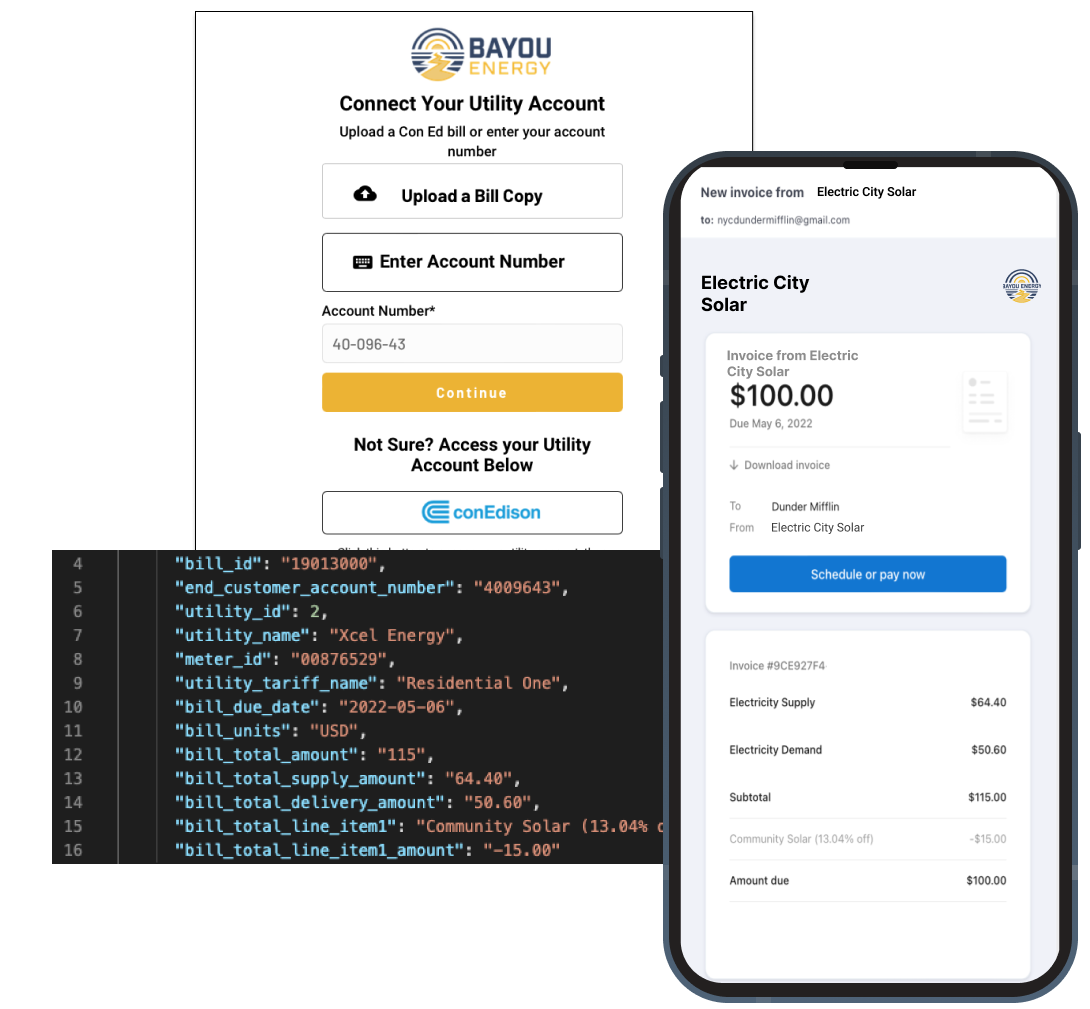 BAYOU
ENERGY
Connect Your Utility Account
Upload a Con Ed bill or enter your account
number
Upload a Bill Copy
Enter Account Number
Account Number*
40-096-43
Continue
Not Sure? Access your Utility
Account Below
conEdison
4 "bill_id": "19013000",
5 "end_customer_account_number": "4009643",
6 "utility_id": 2,
7 "utility_name": "Xcel Energy",
8 "meter_id": "00876529",
9 "utility_tariff_name": "Residential One",
10 "bill_due_date": "2022-05-06",
11 "bill_units": "USD",
12 "bill_total_amount": "115",
13 "bill_total_supply_amount": "64.40",
14 "bill_total_delivery_amount": "50.60",
15 "bill_total_line_item1": "Community Solar (13.04%
16 "bill_total_line_item1_amount": "-15.00"
New invoice from Electric City Solar
to: nycdundermifflin@gmail.com
Electric City
Solar
BAYOU ENERGY
Invoice from Electric
City Solar
$100.00
Due May 6, 2022
Download invoice
To Dunder Mifflin
From Electric City Solar
Schedule or pay now
Invoice #9CE927F4
Electricity Supply $64.40
Electricity Demand $50.60
Subtotal $115.00
Community Solar (13.04% off) -$15.00
Amount due $100.00